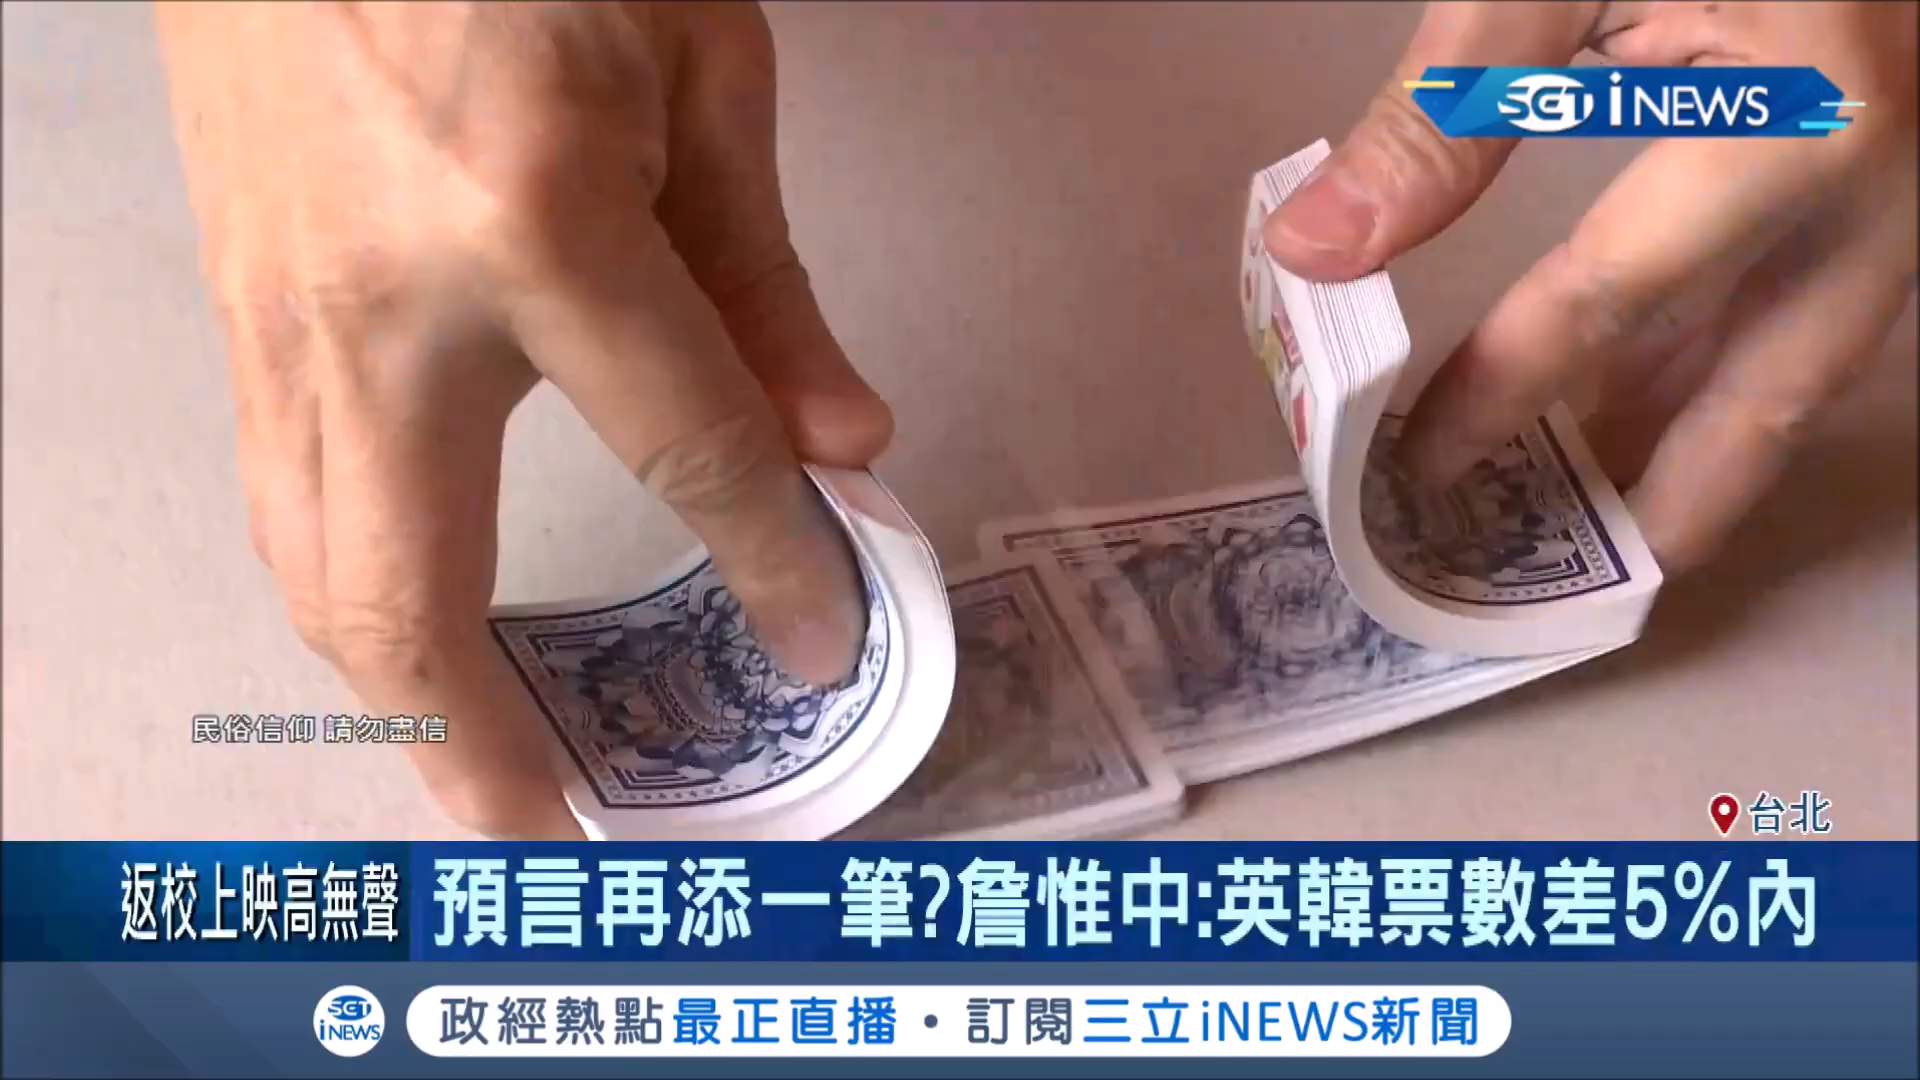 SET iNEWS
民俗信仰 請勿盡信
台北
返校上映高無聲
預言再添一筆?詹惟中:英韓票數差5%內
SET iNEWS
政經熱點最正直播・訂閱三立iNEWS新聞